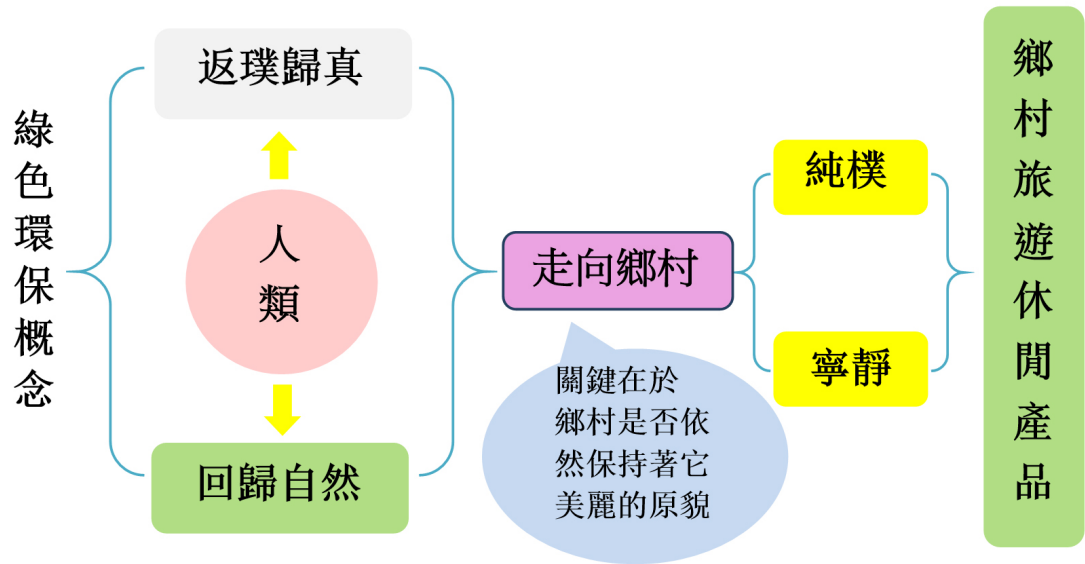 綠色環保概念
返璞歸真
人類
回歸自然
走向鄉村
關鍵在於
鄉村是否依
然保持著它
美麗的原貌
純樸
寧靜
鄉村旅遊休閒產品